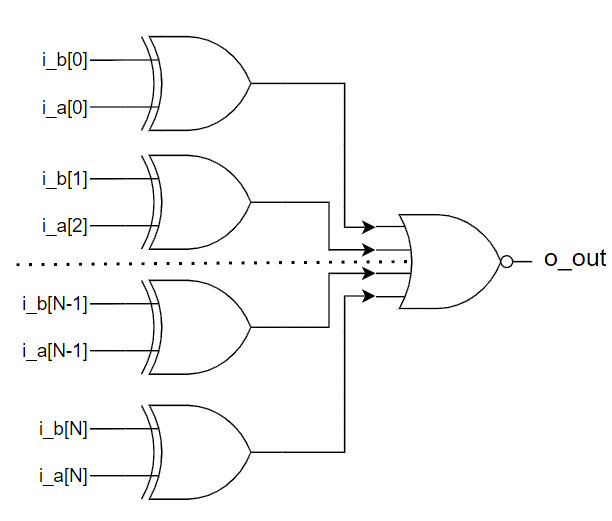 i_b[0]
i_a[0]
i_b[1]
i_a[2]
o_out
i_b[N-1]
i_a[N-1]
i_b[N]
i_a[N]